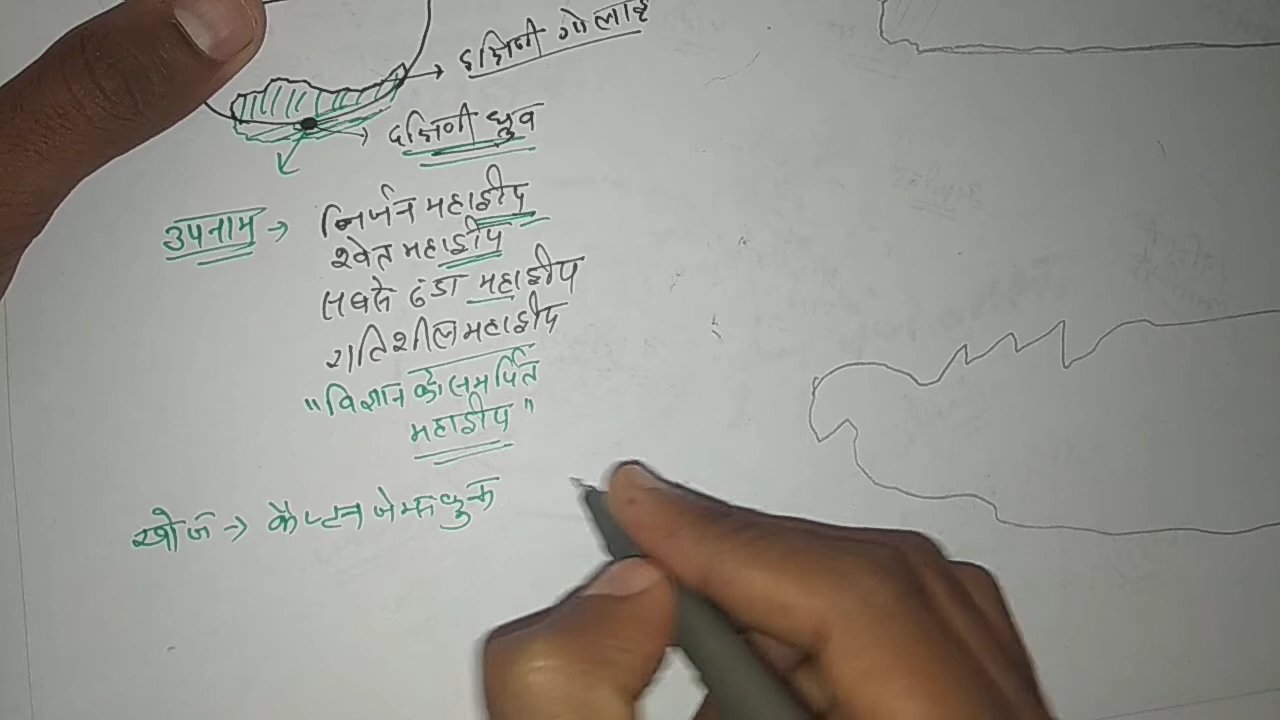 → दक्षिणी गोलार्ध
→ दक्षिणी ध्रुव
उपनाम → निर्जन महाद्वीप
श्वेत महाद्वीप
सबसे ठंडा महाद्वीप
गतिशील महाद्वीप
"विज्ञान को समर्पित
महाद्वीप"
खोज → कैप्टन जेम्स कुक